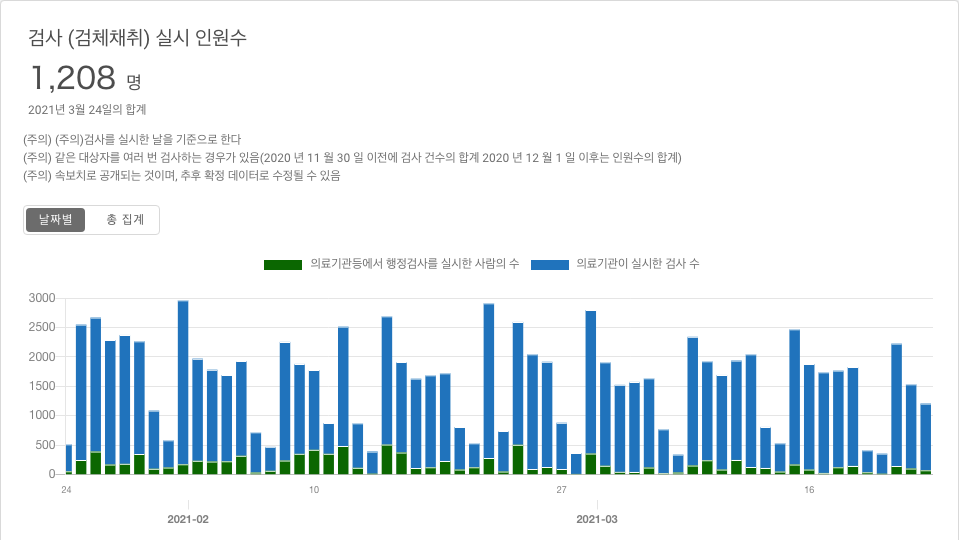 검사 (검체채취) 실시 인원수
1,208 명
2021년 3월 24일의 합계
(주의) (주의)검사를 실시한 날을 기준으로 한다
(주의) 같은 대상자를 여러 번 검사하는 경우가 있음(2020 년 11 월 30 일 이전에 검사 건수의 합계 2020 년 12 월 1 일 이후는 인원수의 합계)
(주의) 속보치로 공개되는 것이며, 추후 확정 데이터로 수정될 수 있음
날짜별 총 집계
의료기관등에서 행정검사를 실시한 사람의 수 의료기관이 실시한 검사 수
3000
2500
2000
1500
1000
500
0
24 10 27 16
2021-02 2021-03